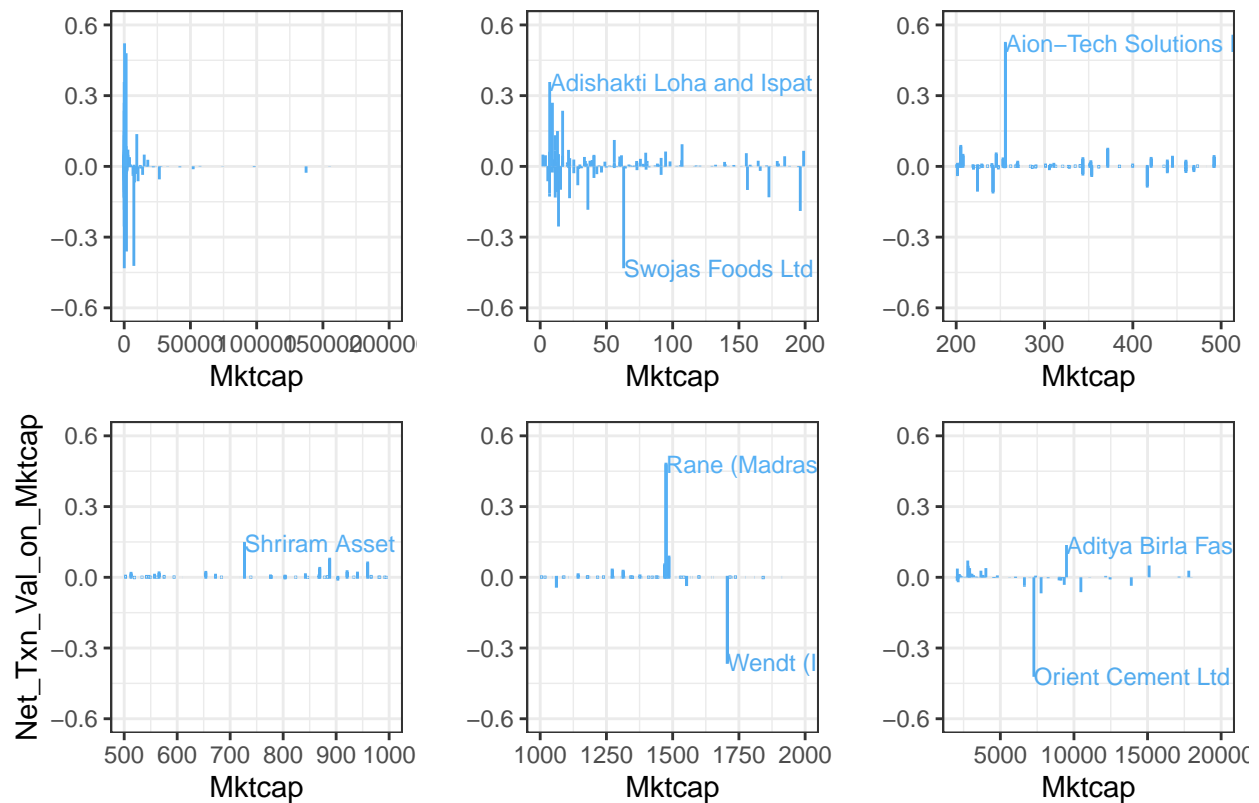 0.6
0.3
0.0
−0.3
−0.6
0 50000 100000 150000 200000
Mktcap
0.6
0.3
0.0
−0.3
−0.6
Adishakti Loha and Ispat
Swojas Foods Ltd
0 50 100 150 200
Mktcap
0.6
0.3
0.0
−0.3
−0.6
Aion−Tech Solutions
200 300 400 500
Mktcap
Net_Txn_Val_on_Mktcap
0.6
0.3
0.0
−0.3
−0.6
Shriram Asset
500 600 700 800 900 1000
Mktcap
0.6
0.3
0.0
−0.3
−0.6
Rane (Madras
Wendt (I
1000 1250 1500 1750 2000
Mktcap
0.6
0.3
0.0
−0.3
−0.6
Aditya Birla Fas
Orient Cement Ltd
5000 10000 15000 20000
Mktcap